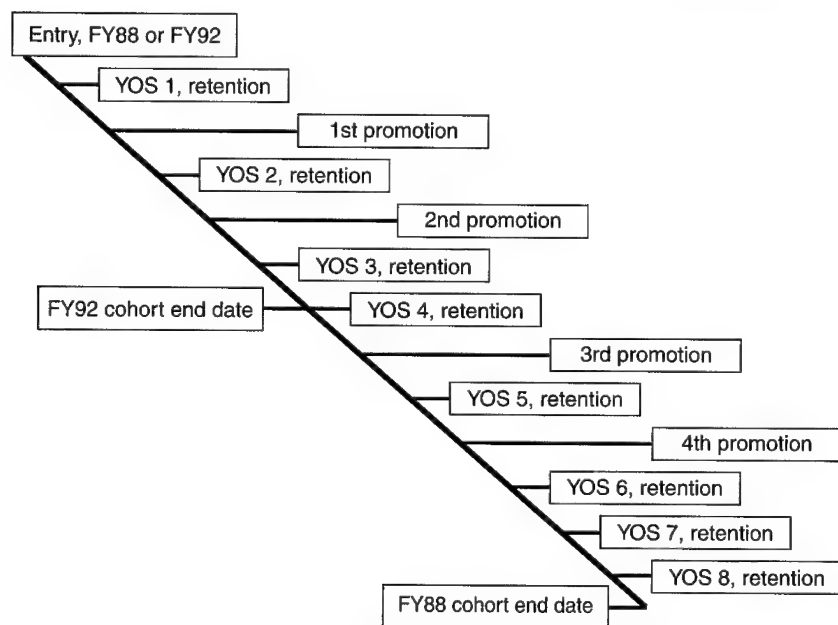 Entry, FY88 or FY92
YOS 1, retention
1st promotion
YOS 2, retention
2nd promotion
YOS 3, retention
FY92 cohort end date
YOS 4, retention
3rd promotion
YOS 5, retention
4th promotion
YOS 6, retention
YOS 7, retention
YOS 8, retention
FY88 cohort end date